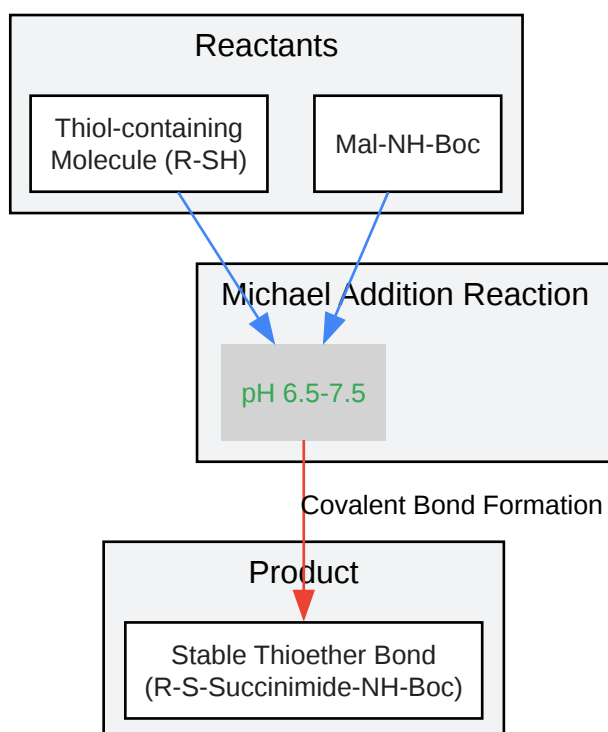 Reactants
Thiol-containing
Molecule (R-SH)
Mal-NH-Boc
Michael Addition Reaction
pH 6.5-7.5
Covalent Bond Formation
Product
Stable Thioether Bond
(R-S-Succinimide-NH-Boc)